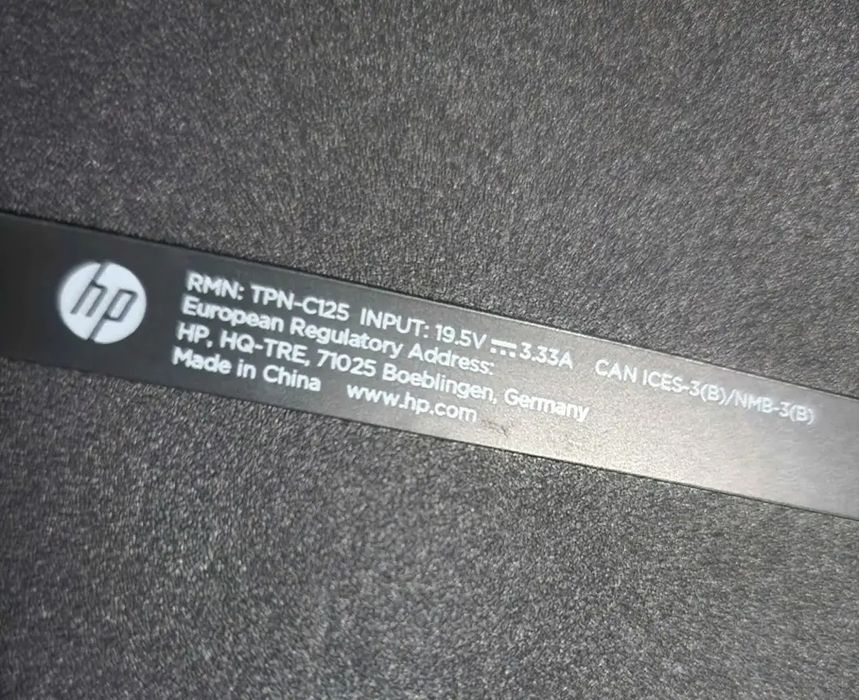 hp
RMN: TPN-C125 INPUT: 19.5V ⎓ 3.33A CAN ICES-3(B)/NMB-3(B)
European Regulatory Address:
HP, HQ-TRE, 71025 Boeblingen, Germany
Made in China www.hp.com